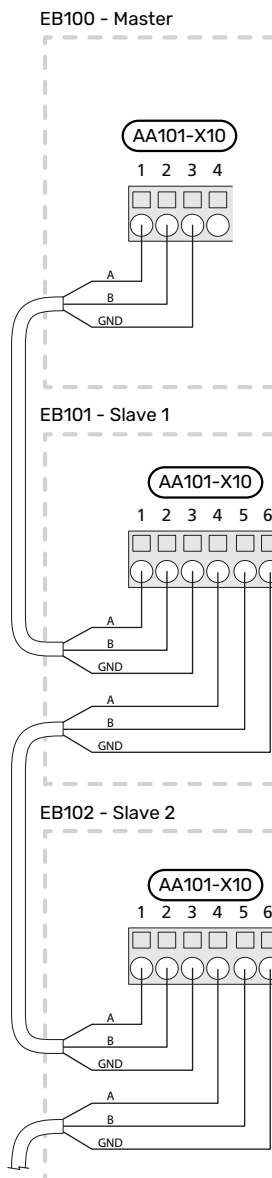 EB100 - Master
AA101-X10
1 2 3 4
A
B
GND
EB101 - Slave 1
AA101-X10
1 2 3 4 5 6
A
B
GND
A
B
GND
EB102 - Slave 2
AA101-X10
1 2 3 4 5 6
A
B
GND
A
B
GND